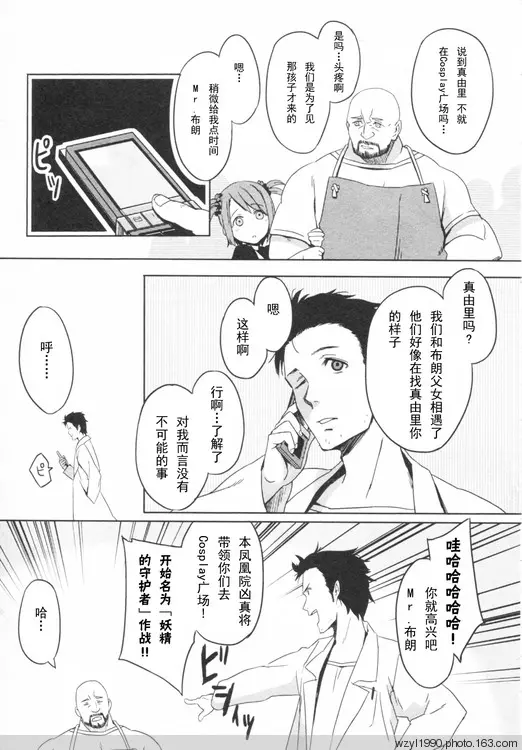 说到真由里 不就
在Cosplay广场吗…
是吗…头疼啊
我们是为了见
那孩子才来的
嗯…
稍微给我点时间
Mr.布朗
ピッ
真由里吗?
我们和布朗父女相遇了
他们好像在找真由里你
的样子
嗯
这样啊
行啊…了解了
对我而言没有
不可能的事
呼……
ピ
哇哈哈哈哈哈!
你就高兴吧
Mr.布朗
本凤凰院凶真将
带领你们去
Cosplay广场!
开始名为「妖精
的守护者」作战!!
哈…
wzyl1990.photo.163.com